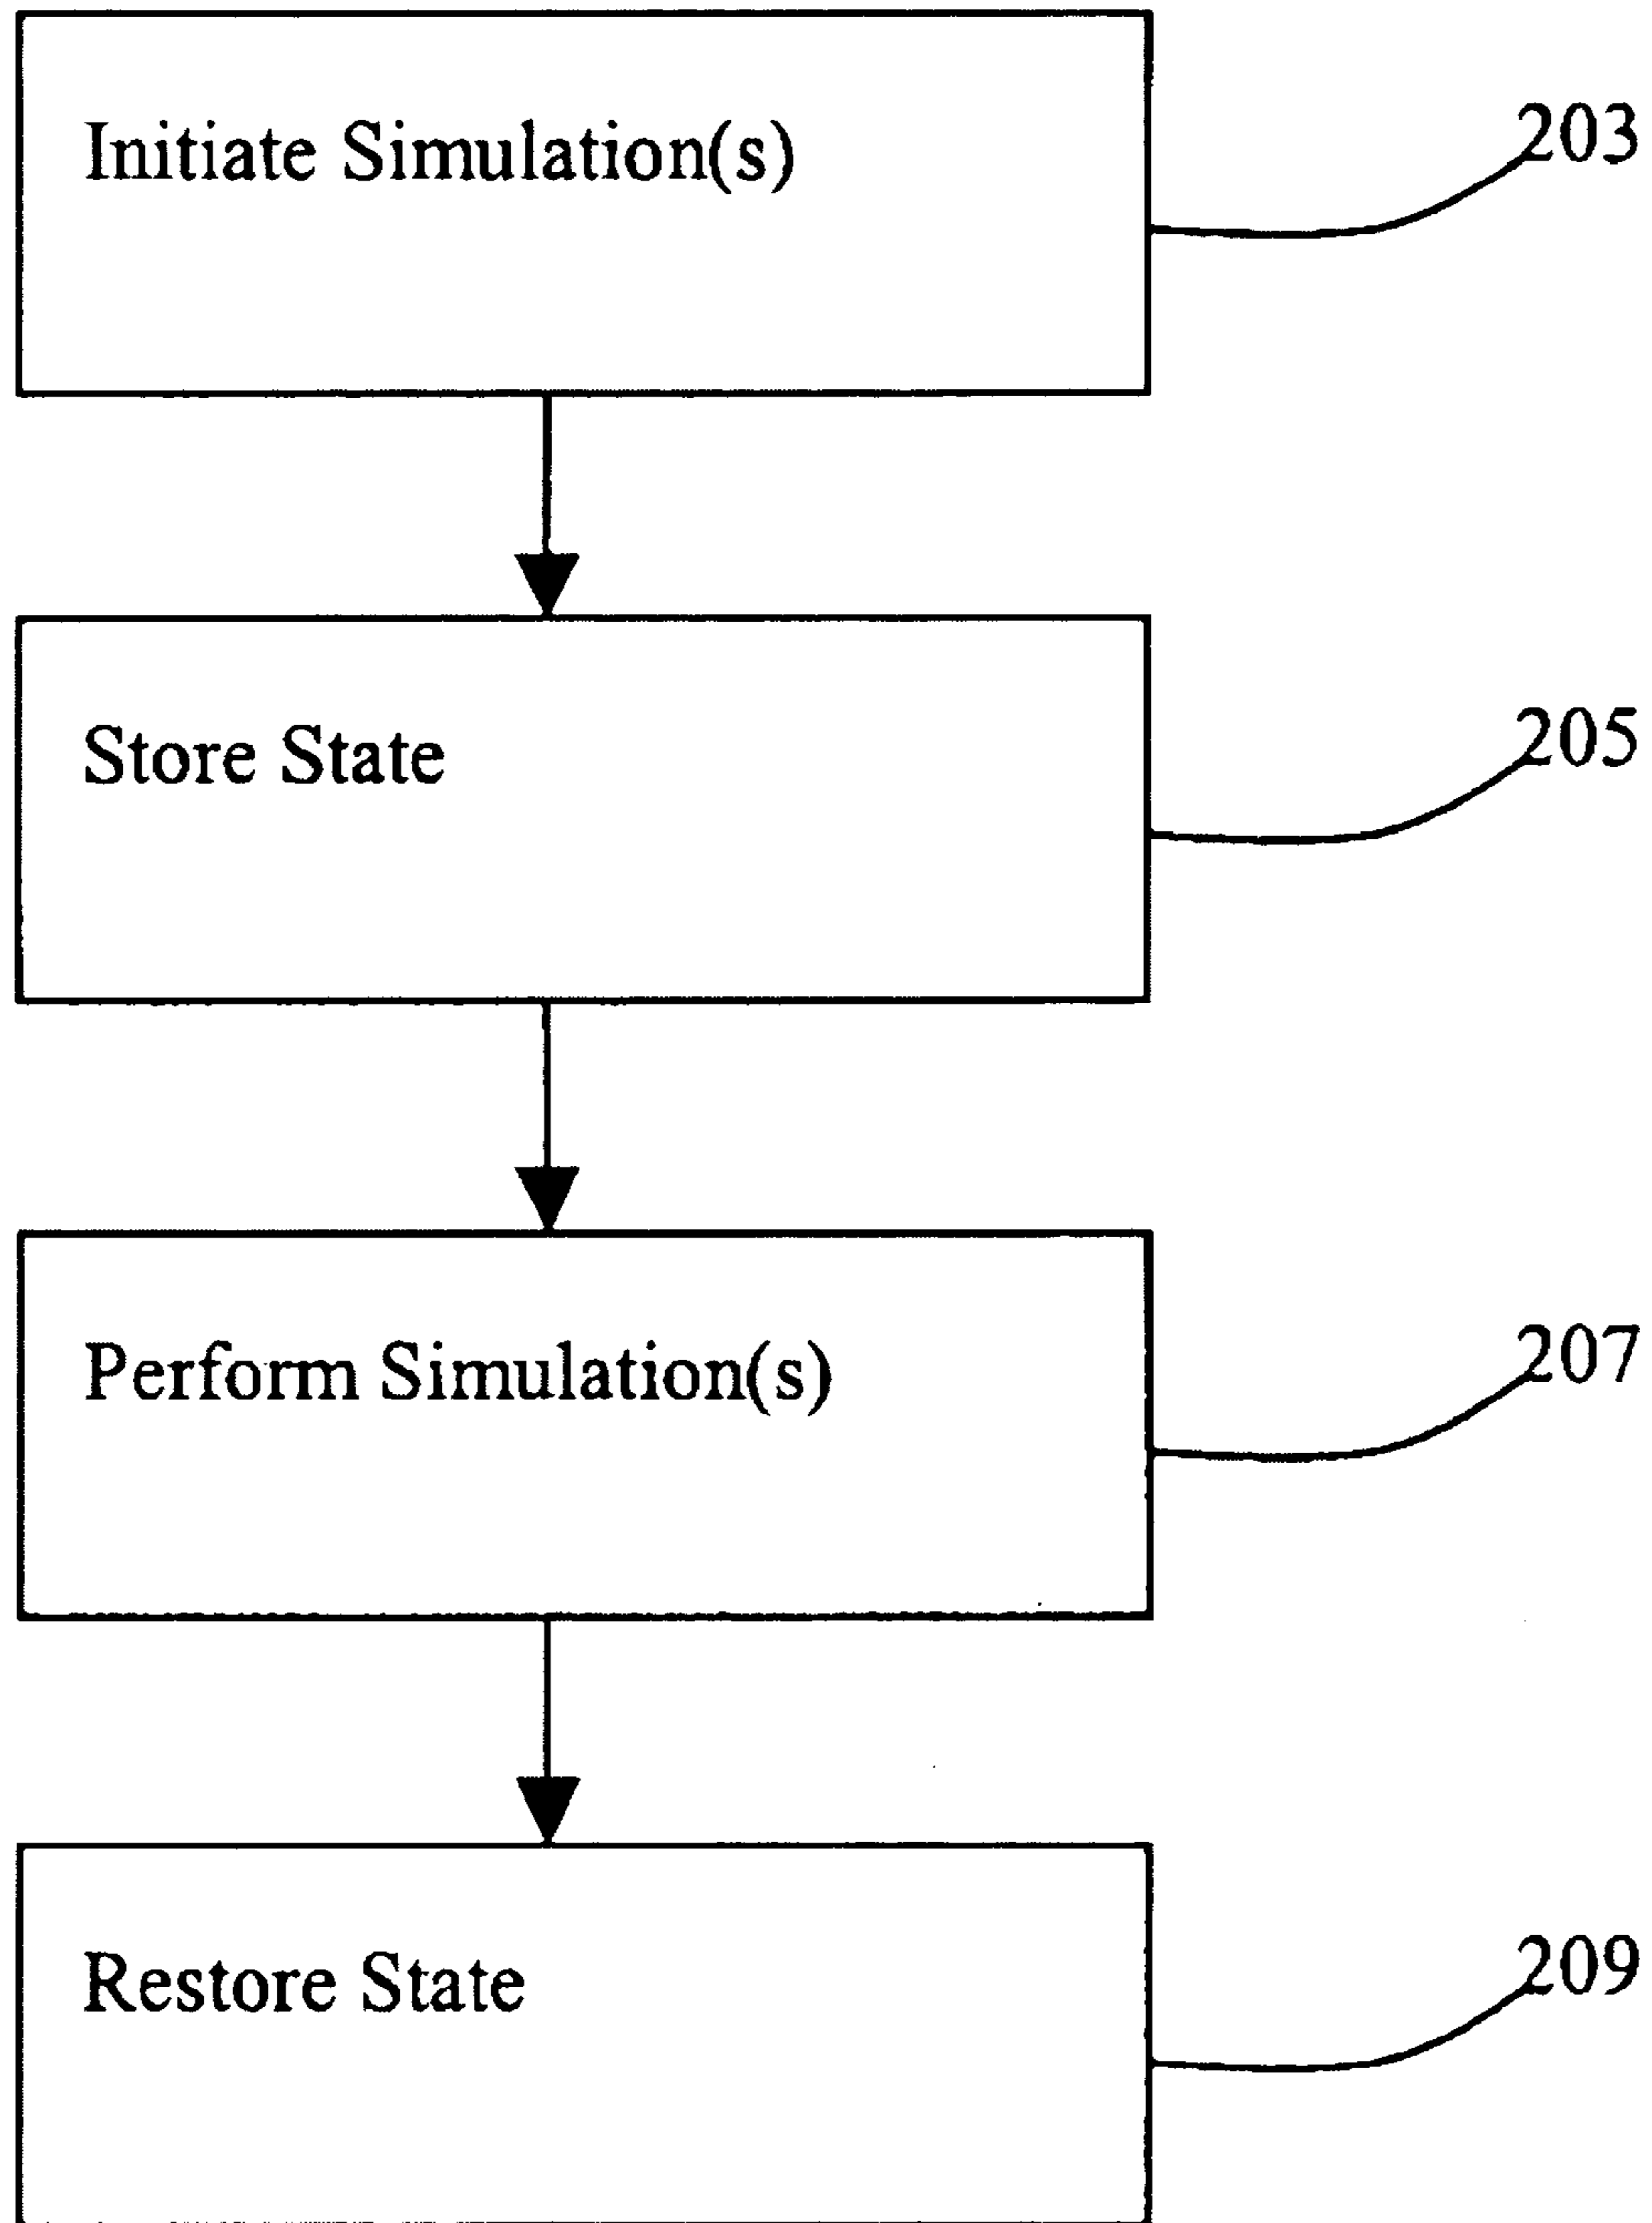 Initiate Simulation(s)
203
Store State
205
Perform Simulation(s)
207
Restore State
209